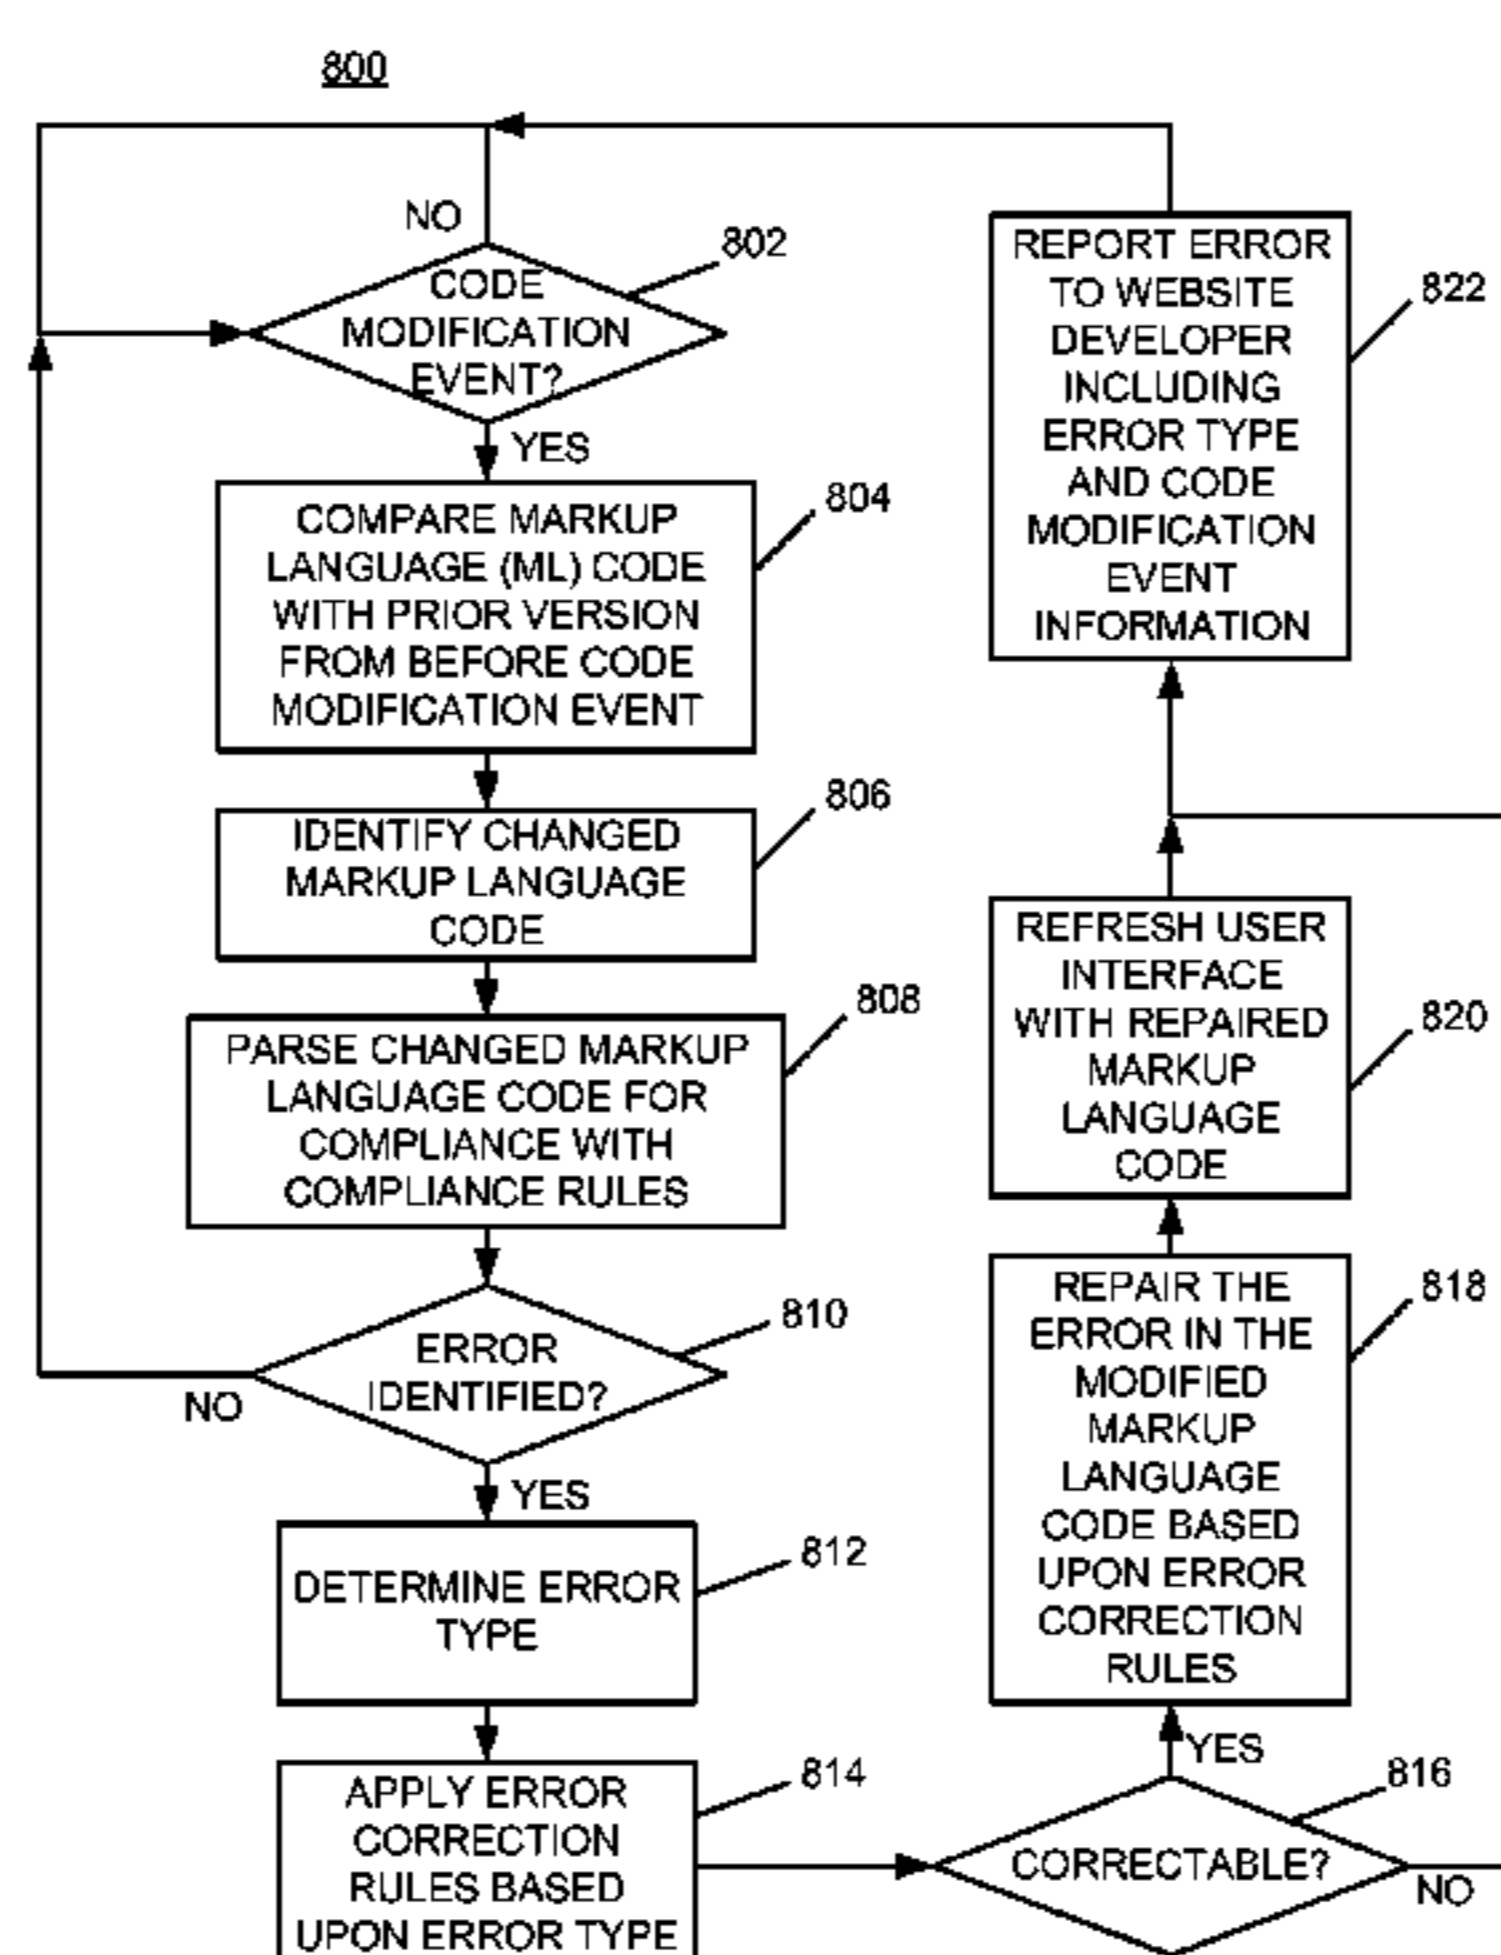 800
NO
802
CODE
MODIFICATION
EVENT?
YES
804
COMPARE MARKUP
LANGUAGE (ML) CODE
WITH PRIOR VERSION
FROM BEFORE CODE
MODIFICATION EVENT
806
IDENTIFY CHANGED
MARKUP LANGUAGE
CODE
808
PARSE CHANGED MARKUP
LANGUAGE CODE FOR
COMPLIANCE WITH
COMPLIANCE RULES
810
ERROR
IDENTIFIED?
NO
YES
812
DETERMINE ERROR
TYPE
814
APPLY ERROR
CORRECTION
RULES BASED
UPON ERROR TYPE
816
CORRECTABLE?
NO
YES
818
REPAIR THE
ERROR IN THE
MODIFIED
MARKUP
LANGUAGE
CODE BASED
UPON ERROR
CORRECTION
RULES
820
REFRESH USER
INTERFACE
WITH REPAIRED
MARKUP
LANGUAGE
CODE
822
REPORT ERROR
TO WEBSITE
DEVELOPER
INCLUDING
ERROR TYPE
AND CODE
MODIFICATION
EVENT
INFORMATION